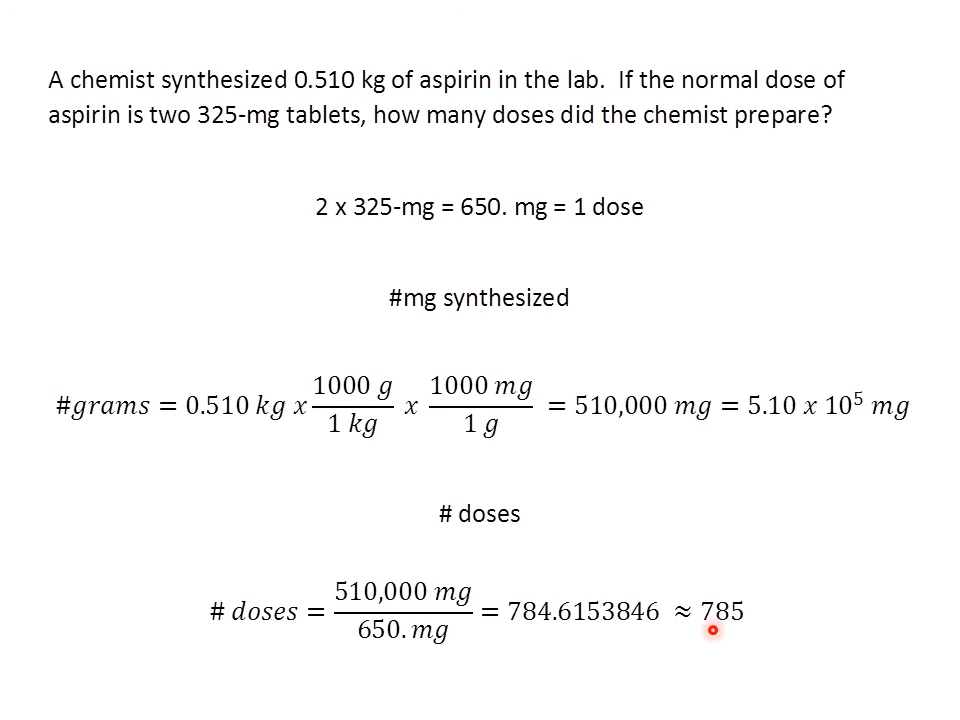 A chemist synthesized 0.510 kg of aspirin in the lab.  If the normal dose of
aspirin is two 325-mg tablets, how many doses did the chemist prepare?
2 x 325-mg = 650. mg = 1 dose
#mg synthesized
#grams = 0.510 kg x 1000 g / 1 kg x 1000 mg / 1 g = 510,000 mg = 5.10 x 10⁵ mg
# doses
# doses = 510,000 mg / 650. mg = 784.6153846 ≈ 785